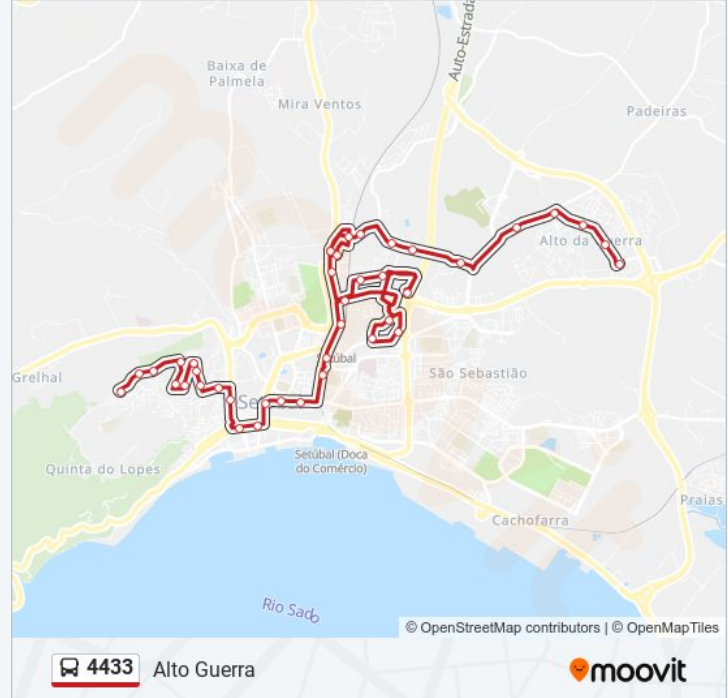 Auto-Estrada
Baixa de
Palmela
Mira Ventos
Padeiras
Alto da Guerra
Setúbal
Grelhal
São Sebastião
Quinta do Lopes
Setúbal (Doca
do Comércio)
Praias
Cachofarra
Rio Sado
© OpenStreetMap contributors | © OpenMapTiles
4433 Alto Guerra
moovit